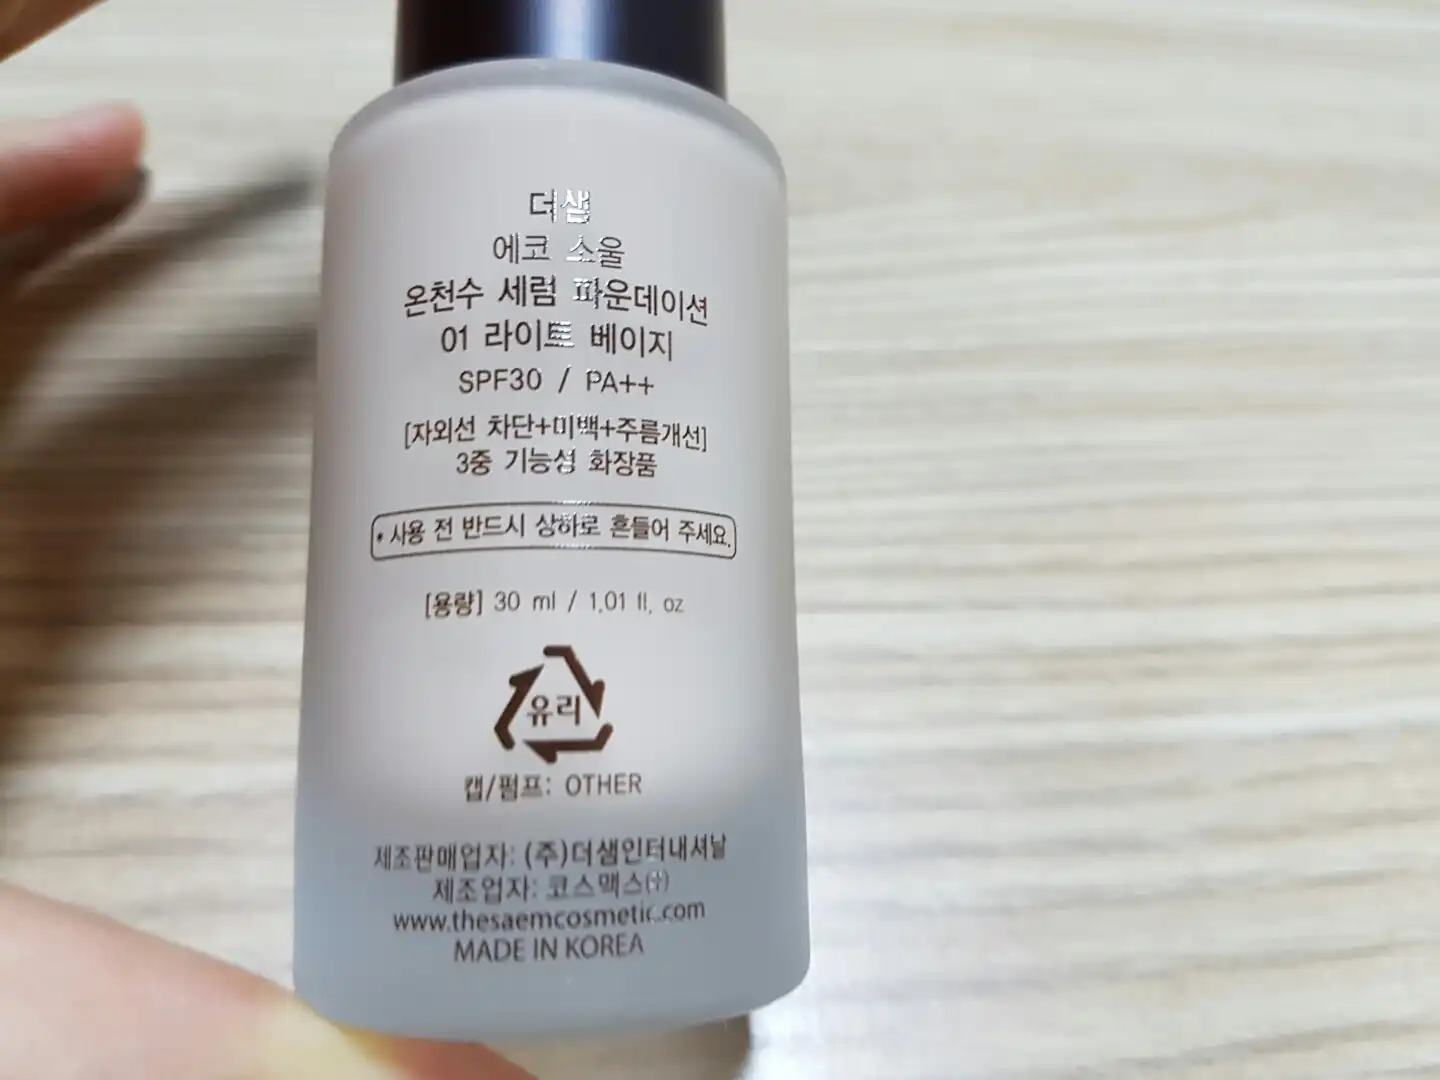 더샘
에코 소울
온천수 세럼 파운데이션
01 라이트 베이지
SPF30 / PA++
[자외선 차단+미백+주름개선]
3중 기능성 화장품
* 사용 전 반드시 상하로 흔들어 주세요.
[용량] 30 ml / 1.01 fl. oz
유리
캡/펌프: OTHER
제조판매업자: (주)더샘인터내셔날
제조업자: 코스맥스(주)
www.thesaemcosmetic.com
MADE IN KOREA